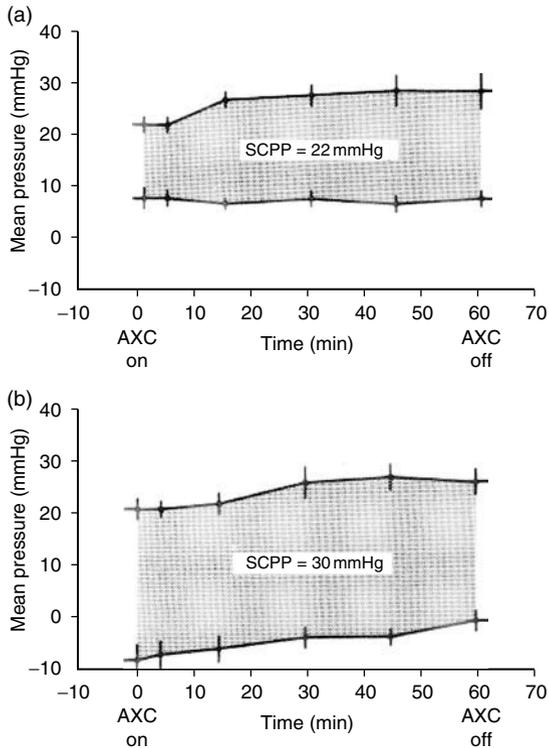 (a)
Mean pressure (mmHg)
40
30
20
10
0
−10
SCPP = 22 mmHg
−10 0 10 20 30 40 50 60 70
AXC on
Time (min)
AXC off
(b)
Mean pressure (mmHg)
40
30
20
10
0
−10
SCPP = 30 mmHg
−10 0 10 20 30 40 50 60 70
AXC on
Time (min)
AXC off